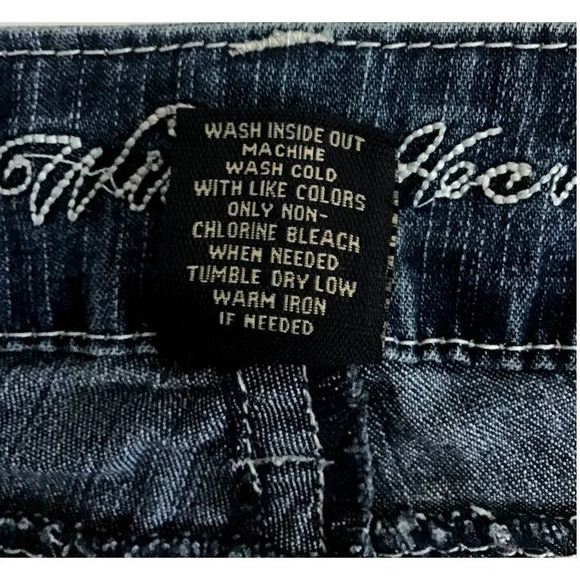 WASH INSIDE OUT
MACHINE
WASH COLD
WITH LIKE COLORS
ONLY NON-
CHLORINE BLEACH
WHEN NEEDED
TUMBLE DRY LOW
WARM IRON
IF NEEDED